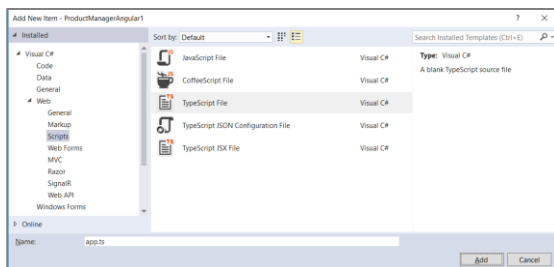 Add New Item - ProductManagerAngular1
? ×
Installed
Sort by: Default
Search Installed Templates (Ctrl+E)
Visual C#
Code
Data
General
Web
General
Markup
Scripts
Web Forms
MVC
Razor
SignalR
Web API
Windows Forms
Online
JavaScript File Visual C#
CoffeeScript File Visual C#
TypeScript File Visual C#
TypeScript JSON Configuration File Visual C#
TypeScript JSX File Visual C#
Type: Visual C#
A blank TypeScript source file
Name: app.ts
Add Cancel